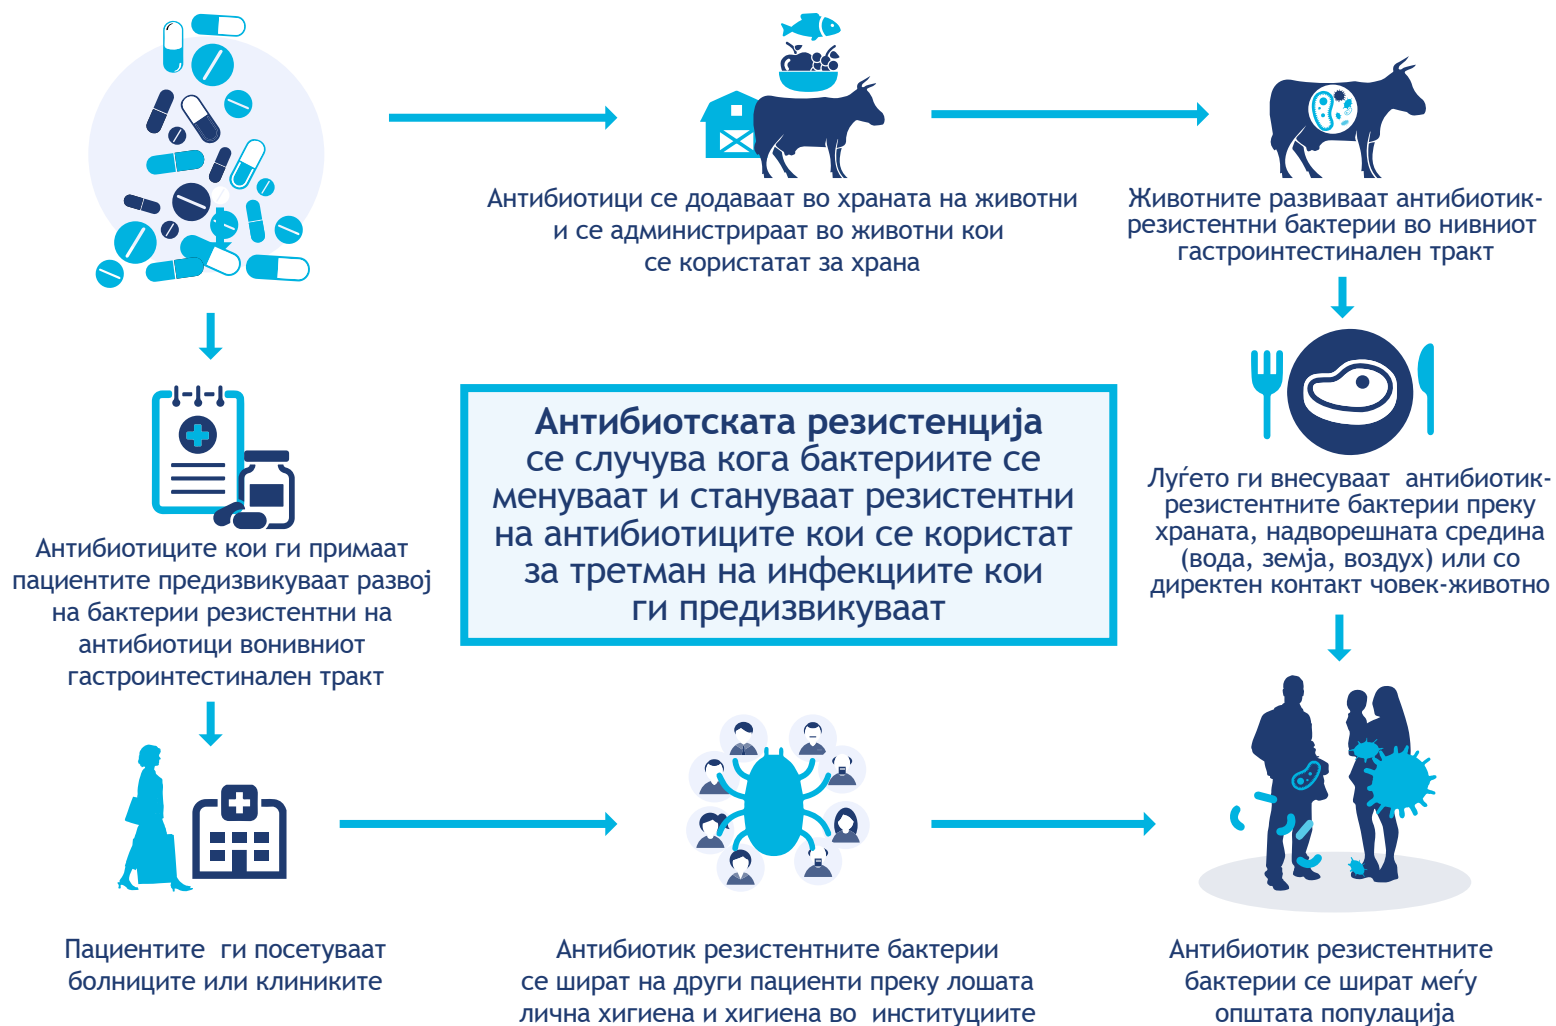 Антибиотици се додаваат во храната на животни
и се администрираат во животни кои
се користатат за храна
Животните развиваат антибиотик-
резистентни бактерии во нивниот
гастроинтестинален тракт
Антибиотската резистенција
се случува кога бактериите се
менуваат и стануваат резистентни
на антибиотиците кои се користат
за третман на инфекциите кои
ги предизвикуваат
Луѓето ги внесуваат антибиотик-
резистентните бактерии преку
храната, надворешната средина
(вода, земја, воздух) или со
директен контакт човек-животно
Антибиотиците кои ги примаат
пациентите предизвикуваат развој
на бактерии резистентни на
антибиотици вонивниот
гастроинтестинален тракт
Пациентите ги посетуваат
болниците или клиниките
Антибиотик резистентните бактерии
се шират на други пациенти преку лошата
лична хигиена и хигиена во институциите
Антибиотик резистентните
бактерии се шират меѓу
општата популација